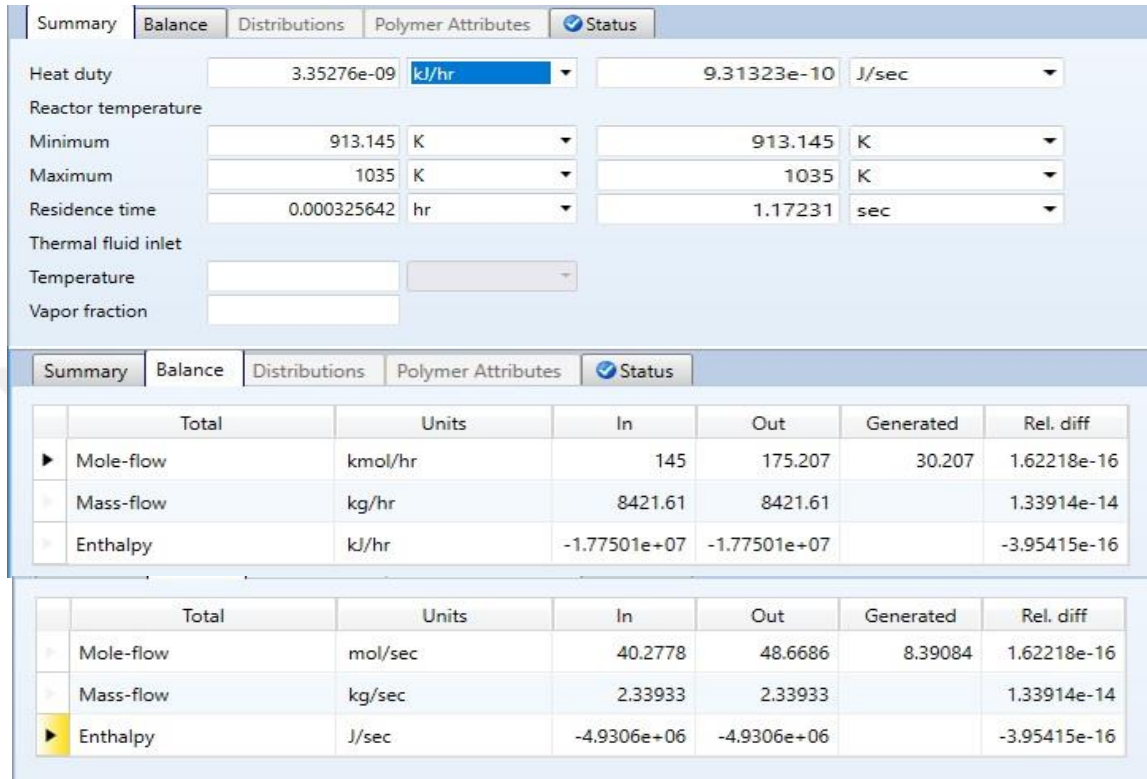 Summary Balance Distributions Polymer Attributes Status
Heat duty 3.35276e-09 kJ/hr 9.31323e-10 J/sec
Reactor temperature
Minimum 913.145 K 913.145 K
Maximum 1035 K 1035 K
Residence time 0.000325642 hr 1.17231 sec
Thermal fluid inlet
Temperature
Vapor fraction
Summary Balance Distributions Polymer Attributes Status
Total Units In Out Generated Rel. diff
Mole-flow kmol/hr 145 175.207 30.207 1.62218e-16
Mass-flow kg/hr 8421.61 8421.61 1.33914e-14
Enthalpy kJ/hr -1.77501e+07 -1.77501e+07 -3.95415e-16
Total Units In Out Generated Rel. diff
Mole-flow mol/sec 40.2778 48.6686 8.39084 1.62218e-16
Mass-flow kg/sec 2.33933 2.33933 1.33914e-14
Enthalpy J/sec -4.9306e+06 -4.9306e+06 -3.95415e-16